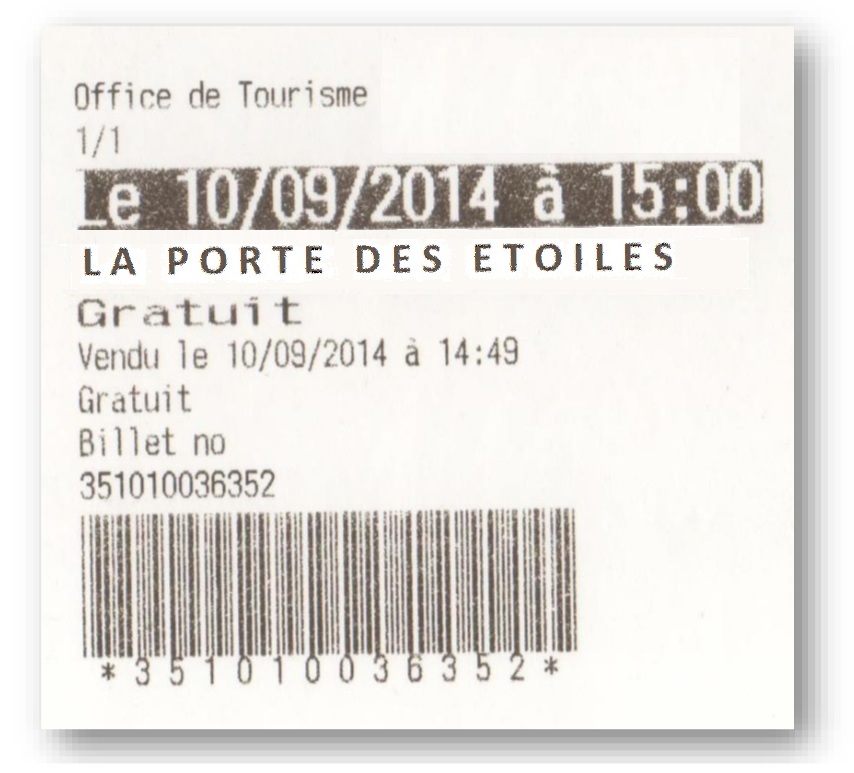 Office de Tourisme
1/1
Le 10/09/2014 à 15:00
LA PORTE DES ETOILES
Gratuit
Vendu le 10/09/2014 à 14:49
Gratuit
Billet no
351010036352
*351010036352*